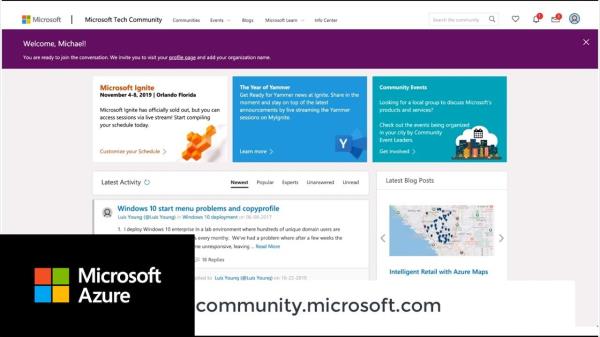 Microsoft
Microsoft Tech Community
Communities
Events
Blog
Microsoft Learn
Info Center
Search the community
Welcome, Michael!
You are ready to join the conversation. We invite you to visit your profile page and add your organization name.
Microsoft Ignite
November 4-8, 2019 | Orlando Florida
Microsoft Ignite has officially sold out, but you can
access sessions via live stream! Start compiling
your schedule today.
Customize your Schedule
The Year of Yammer
Get Ready for Yammer news at Ignite. Share in the
moment and stay on top of the latest
announcements by live streaming the Yammer
sessions on MyIgnite.
Learn more
Y
Community Events
Looking for a local group to discuss Microsoft's
products and services?
Check out the events being organized
in your city by Community
Event Leaders.
Get involved
Latest Activity
Newest
Popular
Experts
Unanswered
Unread
Windows 10 start menu problems and copyprofile
Luis Young (@Luis Young) in Windows 10 deployment on 06-08-2017
1. I deploy Windows 10 enterprise in a lab environment where hundreds of unique domain users are
every monthy. We've had a problem where after a few weeks the
me unresponsive, leaving ... Read More
18 Replies
plied to Luis Young (@Luis Young) on
Latest Blog Posts
Intelligent Retail with Azure Maps
Microsoft
Azure
community.microsoft.com